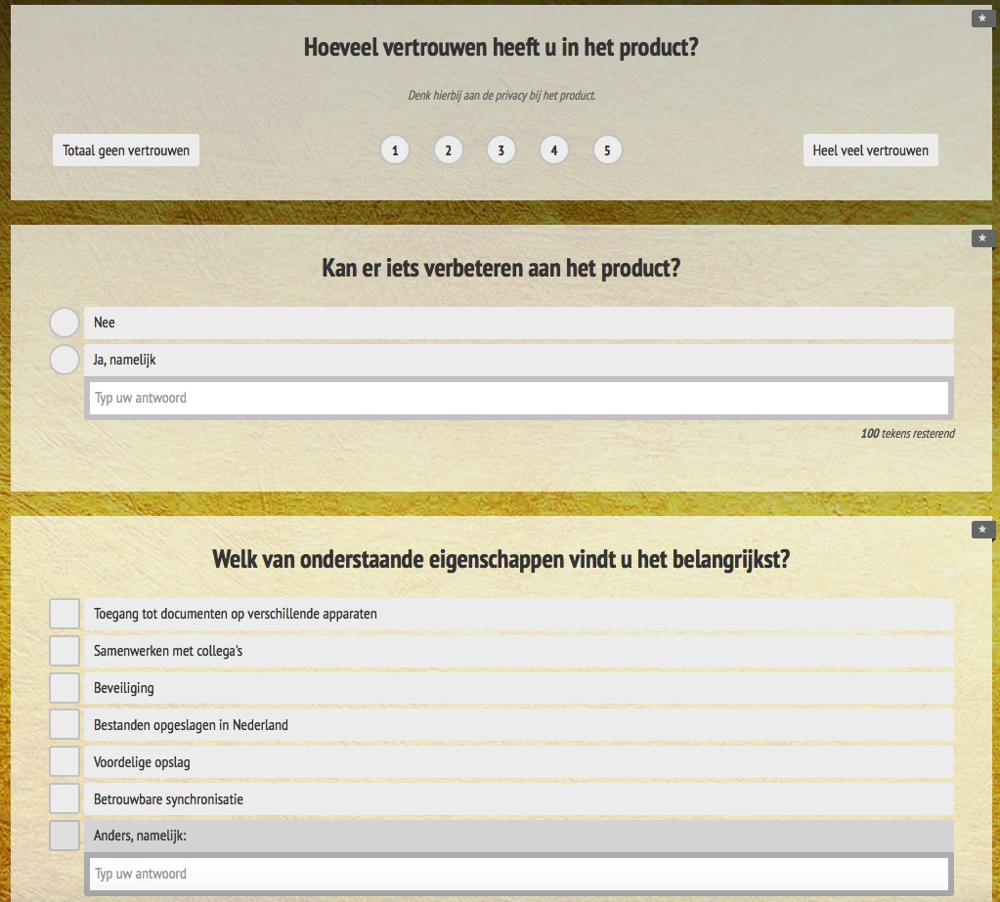 Hoeveel vertrouwen heeft u in het product?
Denk hierbij aan de privacy bij het product.
Totaal geen vertrouwen 1 2 3 4 5 Heel veel vertrouwen
Kan er iets verbeteren aan het product?
Nee
Ja, namelijk
Typ uw antwoord
100 tekens resterend
Welk van onderstaande eigenschappen vindt u het belangrijkst?
Toegang tot documenten op verschillende apparaten
Samenwerken met collega's
Beveiliging
Bestanden opgeslagen in Nederland
Voordelige opslag
Betrouwbare synchronisatie
Anders, namelijk:
Typ uw antwoord